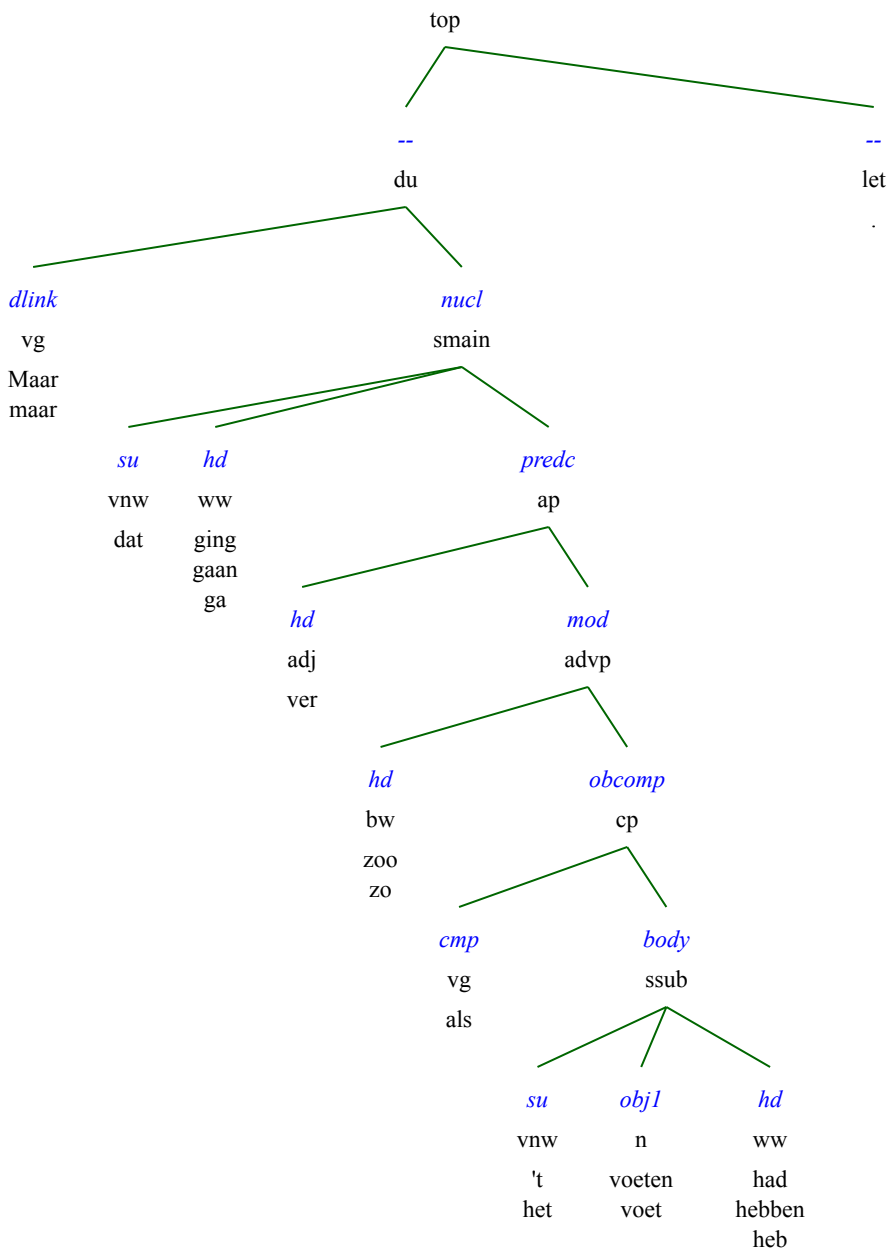 top
-- --
du let
.
dlink nucl
vg smain
Maar
maar
su hd predc
vnw ww ap
dat ging
gaan
ga
hd mod
adj advp
ver
hd obcomp
bw cp
zoo
zo
cmp body
vg ssub
als
su obj1 hd
vnw n ww
't voeten had
het voet hebben
heb